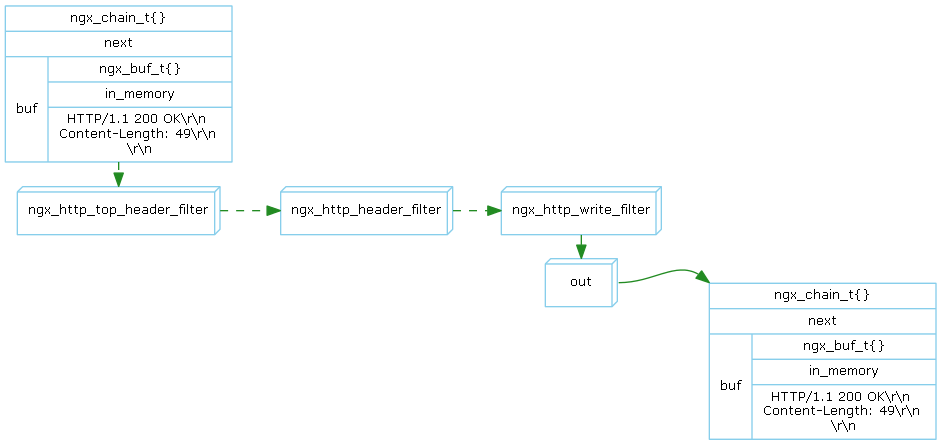 ngx_chain_t{}
next
buf
ngx_buf_t{}
in_memory
HTTP/1.1 200 OK\r\n
Content-Length: 49\r\n
\r\n
ngx_http_top_header_filter
ngx_http_header_filter
ngx_http_write_filter
out
ngx_chain_t{}
next
buf
ngx_buf_t{}
in_memory
HTTP/1.1 200 OK\r\n
Content-Length: 49\r\n
\r\n